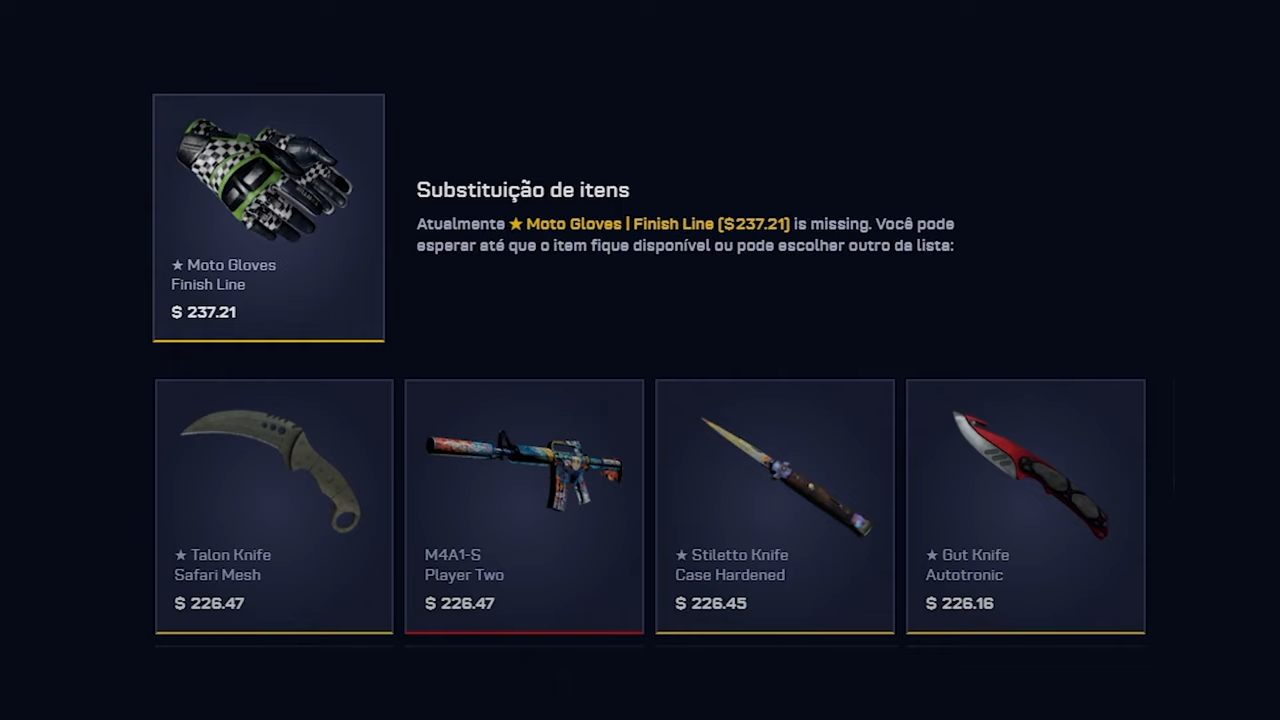 ★ Moto Gloves
Finish Line
$ 237.21
Substituição de itens
Atualmente ★ Moto Gloves | Finish Line ($237.21) is missing. Você pode
esperar até que o item fique disponível ou pode escolher outro da lista:
★ Talon Knife
Safari Mesh
$ 226.47
M4A1-S
Player Two
$ 226.47
★ Stiletto Knife
Case Hardened
$ 226.45
★ Gut Knife
Autotronic
$ 226.16